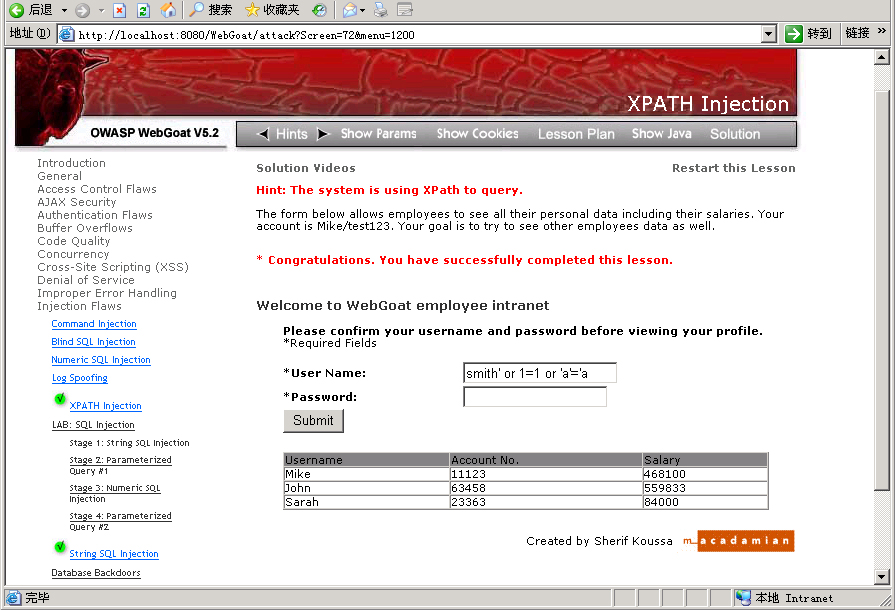 后退 搜索 收藏夹
地址(D) http://localhost:8080/WebGoat/attack?Screen=72&menu=1200 转到 链接 »
XPATH Injection
OWASP WebGoat V5.2 Hints Show Params Show Cookies Lesson Plan Show Java Solution
Introduction
General
Access Control Flaws
AJAX Security
Authentication Flaws
Buffer Overflows
Code Quality
Concurrency
Cross-Site Scripting (XSS)
Denial of Service
Improper Error Handling
Injection Flaws
Command Injection
Blind SQL Injection
Numeric SQL Injection
Log Spoofing
XPATH Injection
LAB: SQL Injection
Stage 1: String SQL Injection
Stage 2: Parameterized
Query #1
Stage 3: Numeric SQL
Injection
Stage 4: Parameterized
Query #2
String SQL Injection
Database Backdoors
Solution Videos Restart this Lesson
Hint: The system is using XPath to query.
The form below allows employees to see all their personal data including their salaries. Your
account is Mike/test123. Your goal is to try to see other employees data as well.
* Congratulations. You have successfully completed this lesson.
Welcome to WebGoat employee intranet
Please confirm your username and password before viewing your profile.
*Required Fields
*User Name: smith' or 1=1 or 'a'='a
*Password:
Submit
Username Account No. Salary
Mike 11123 468100
John 63458 559833
Sarah 23363 84000
Created by Sherif Koussa macadamian
完毕 本地 Intranet